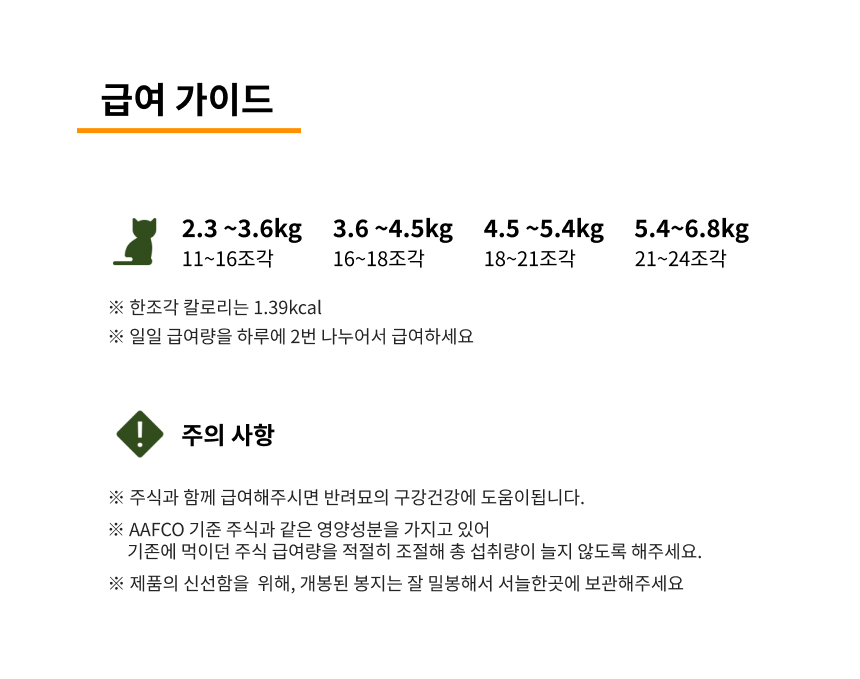 급여 가이드
2.3 ~3.6kg 3.6 ~4.5kg 4.5 ~5.4kg 5.4~6.8kg
11~16조각 16~18조각 18~21조각 21~24조각
※ 한조각 칼로리는 1.39kcal
※ 일일 급여량을 하루에 2번 나누어서 급여하세요
주의 사항
※ 주식과 함께 급여해주시면 반려묘의 구강건강에 도움이됩니다.
※ AAFCO 기준 주식과 같은 영양성분을 가지고 있어
기존에 먹이던 주식 급여량을 적절히 조절해 총 섭취량이 늘지 않도록 해주세요.
※ 제품의 신선함을  위해, 개봉된 봉지는 잘 밀봉해서 서늘한곳에 보관해주세요